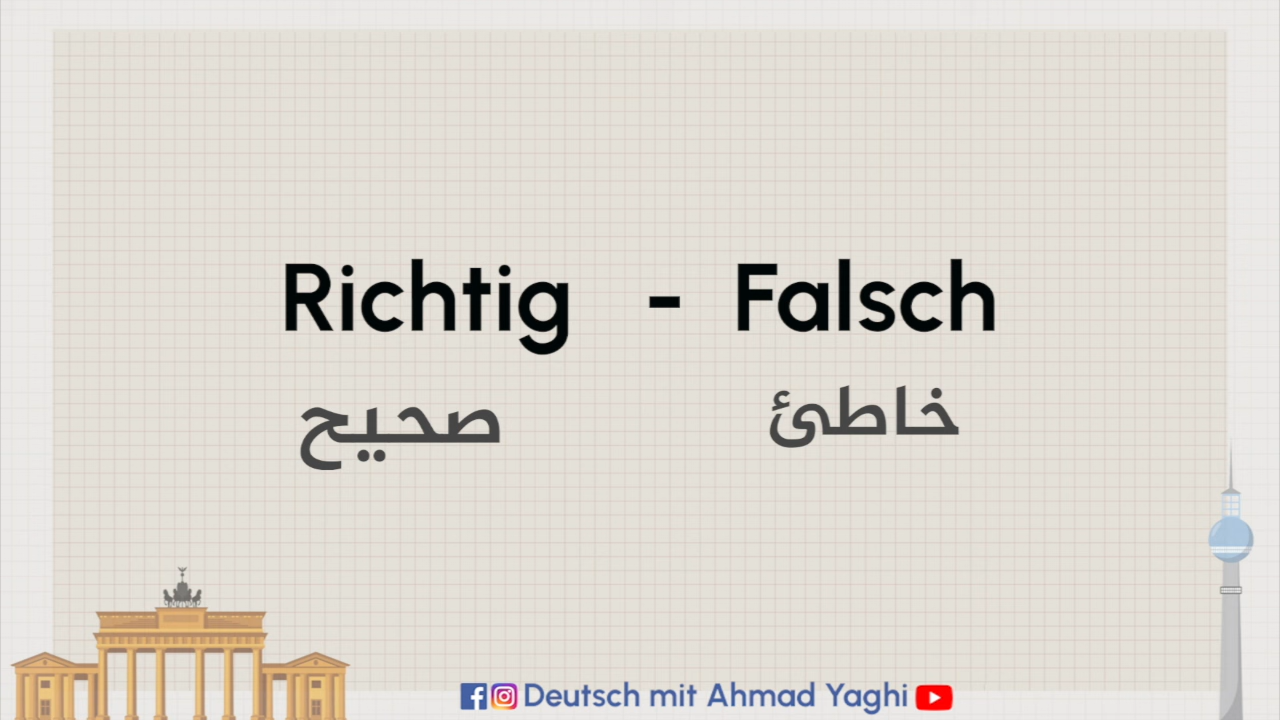 Richtig - Falsch
صحيح خاطئ
Deutsch mit Ahmad Yaghi